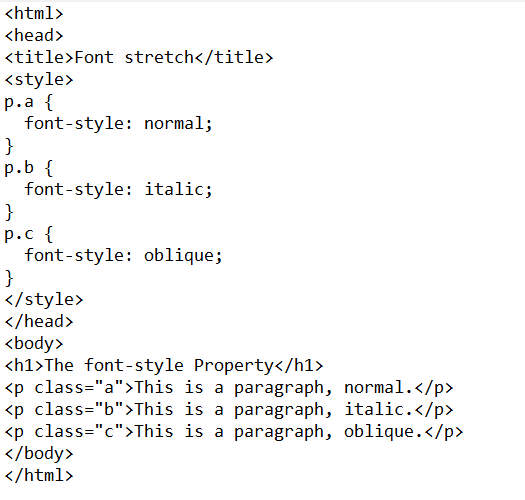 <html>
<head>
<title>Font stretch</title>
<style>
p.a {
  font-style: normal;
}
p.b {
  font-style: italic;
}
p.c {
  font-style: oblique;
}
</style>
</head>
<body>
<h1>The font-style Property</h1>
<p class="a">This is a paragraph, normal.</p>
<p class="b">This is a paragraph, italic.</p>
<p class="c">This is a paragraph, oblique.</p>
</body>
</html>